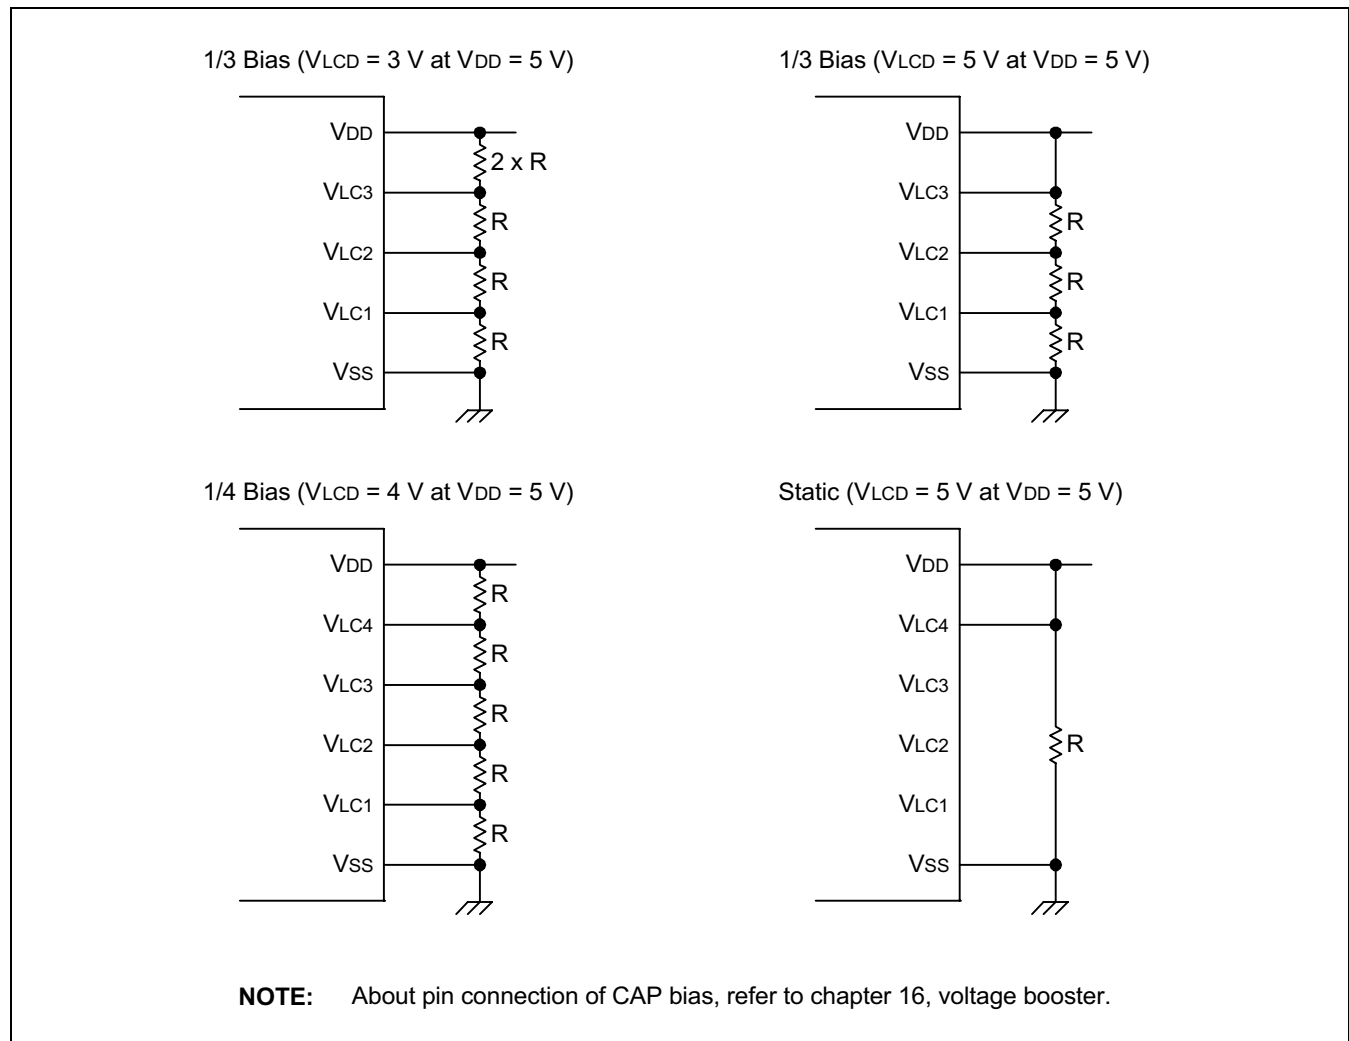 1/3 Bias (VLCD = 3 V at VDD = 5 V)
VDD
2 x R
VLC3
R
VLC2
R
VLC1
R
VSS
1/3 Bias (VLCD = 5 V at VDD = 5 V)
VDD
VLC3
R
VLC2
R
VLC1
R
VSS
1/4 Bias (VLCD = 4 V at VDD = 5 V)
VDD
R
VLC4
R
VLC3
R
VLC2
R
VLC1
R
VSS
Static (VLCD = 5 V at VDD = 5 V)
VDD
VLC4
VLC3
VLC2
R
VLC1
VSS
NOTE: About pin connection of CAP bias, refer to chapter 16, voltage booster.